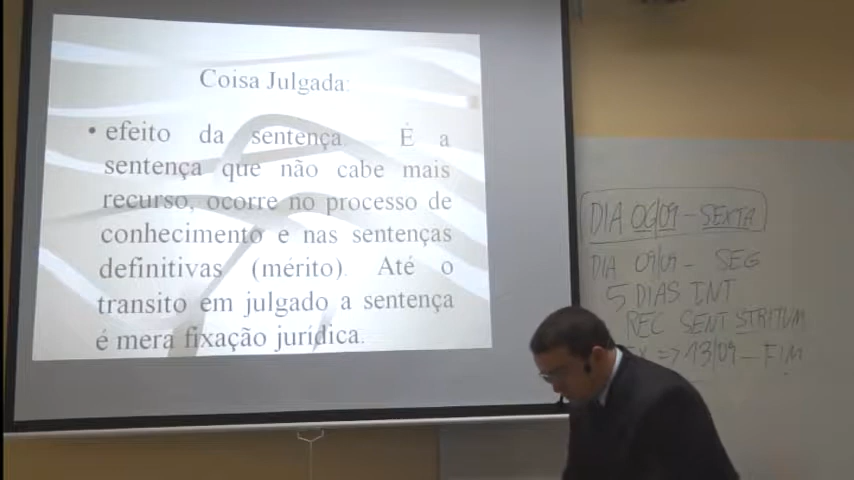 Coisa Julgada:
• efeito da sentença. É a
sentença que não cabe mais
recurso, ocorre no processo de
conhecimento e nas sentenças
definitivas (mérito). Até o
transito em julgado a sentença
é mera fixação jurídica.
DIA 06/09 - SEXTA
DIA 09/09 - SEG
5 DIAS INT
REC SENT STRITUM
=> 13/09 - FIM